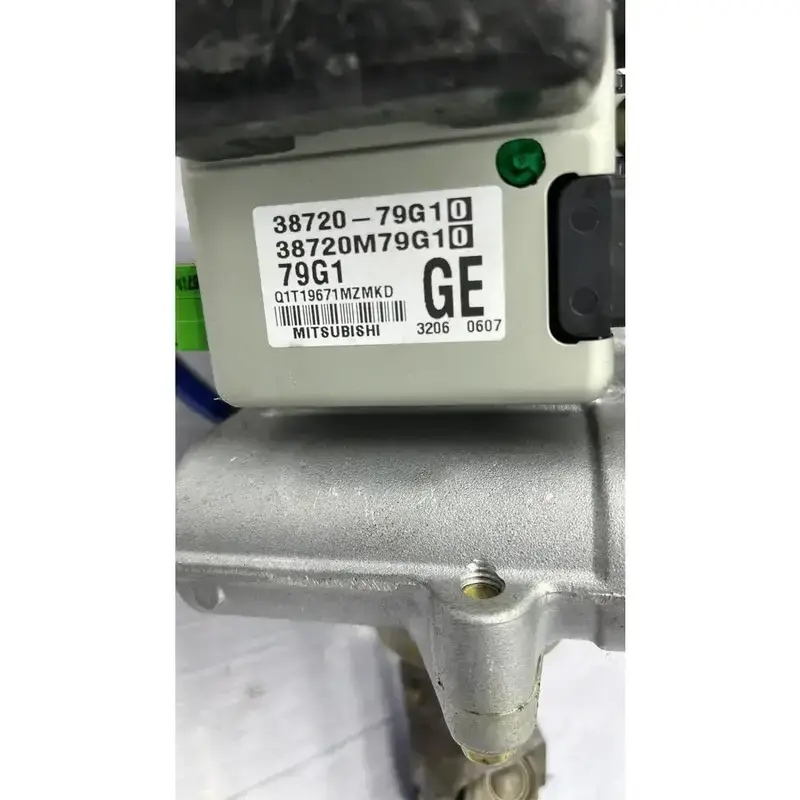 38720-79G10
38720M79G10
79G1
GE
Q1T19671MZMKD
MITSUBISHI
3206 0607